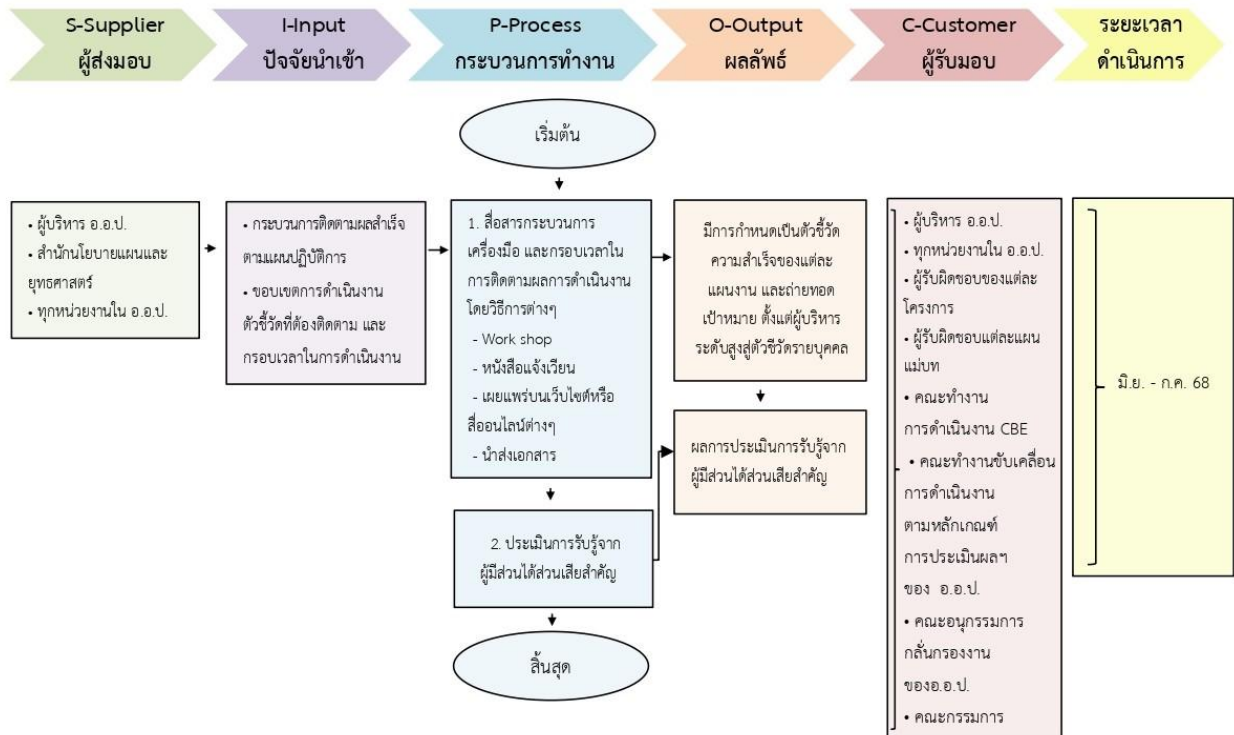 S-Supplier
ผู้ส่งมอบ
I-Input
ปัจจัยนำเข้า
P-Process
กระบวนการทำงาน
O-Output
ผลลัพธ์
C-Customer
ผู้รับมอบ
ระยะเวลา
ดำเนินการ
เริ่มต้น
• ผู้บริหาร อ.อ.ป.
• สำนักนโยบายแผนและ
ยุทธศาสตร์
• ทุกหน่วยงานใน อ.อ.ป.
• กระบวนการติดตามผลสำเร็จ
ตามแผนปฏิบัติการ
• ขอบเขตการดำเนินงาน
ตัวชี้วัดที่ต้องติดตาม และ
กรอบเวลาในการดำเนินงาน
1. สื่อสารกระบวนการ
เครื่องมือ และกรอบเวลาใน
การติดตามผลการดำเนินงาน
โดยวิธีการต่างๆ
- Work shop
- หนังสือแจ้งเวียน
- เผยแพร่บนเว็บไซต์หรือ
สื่ออนไลน์ต่างๆ
- นำส่งเอกสาร
2. ประเมินการรับรู้จาก
ผู้มีส่วนได้ส่วนเสียสำคัญ
สิ้นสุด
มีการกำหนดเป็นตัวชี้วัด
ความสำเร็จของแต่ละ
แผนงาน และถ่ายทอด
เป้าหมาย ตั้งแต่ผู้บริหาร
ระดับสูงสู่ตัวชีวัดรายบุคคล
ผลการประเมินการรับรู้จาก
ผู้มีส่วนได้ส่วนเสียสำคัญ
• ผู้บริหาร อ.อ.ป.
• ทุกหน่วยงานใน อ.อ.ป.
• ผู้รับผิดชอบของแต่ละ
โครงการ
• ผู้รับผิดชอบแต่ละแผน
แม่บท
• คณะทำงาน
การดำเนินงาน CBE
• คณะทำงานขับเคลื่อน
การดำเนินงาน
ตามหลักเกณฑ์
การประเมินผลฯ
ของ อ.อ.ป.
• คณะอนุกรรมการ
กลั่นกรองงาน
ของอ.อ.ป.
• คณะกรรมการ
มิ.ย. - ก.ค. 68